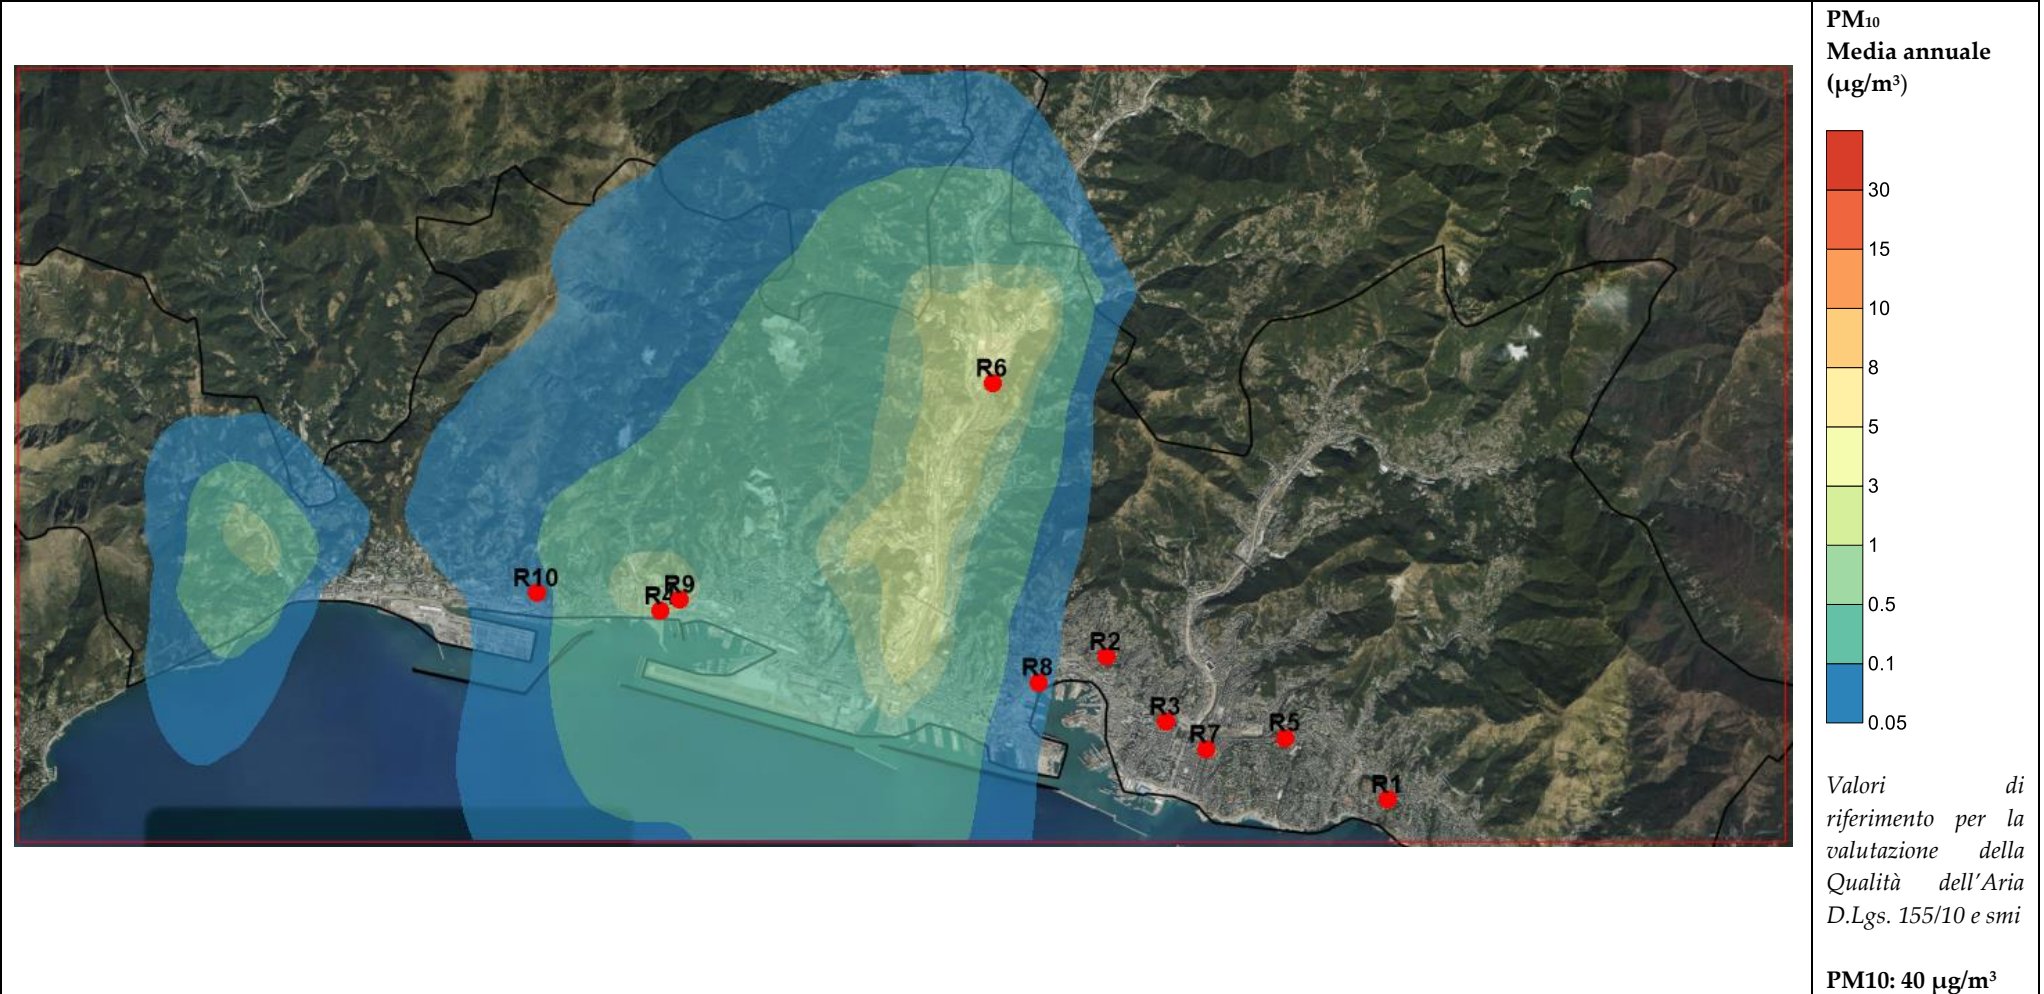 PM10
Media annuale
(µg/m³)
30
15
10
8
5
3
1
0.5
0.1
0.05
R6
R10
R9
R4
R2
R8
R3
R7
R5
R1
Valori di
riferimento per la
valutazione della
Qualità dell'Aria
D.Lgs. 155/10 e smi
PM10: 40 µg/m³